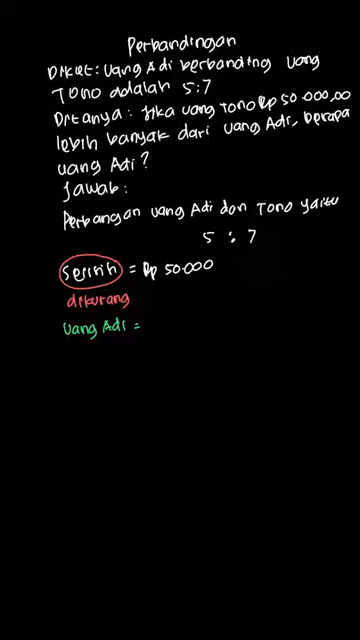 Perbandingan
Diket: Uang Adi berbanding uang
Tono adalah 5:7
Ditanya: Jika uang Tono Rp 50.000,00
lebih banyak dari uang Adi, berapa
uang Adi?
Jawab:
Perbangan uang Adi dan Tono yaitu
5 : 7
Selisih = Rp 50.000
dikurang
Uang Adi =